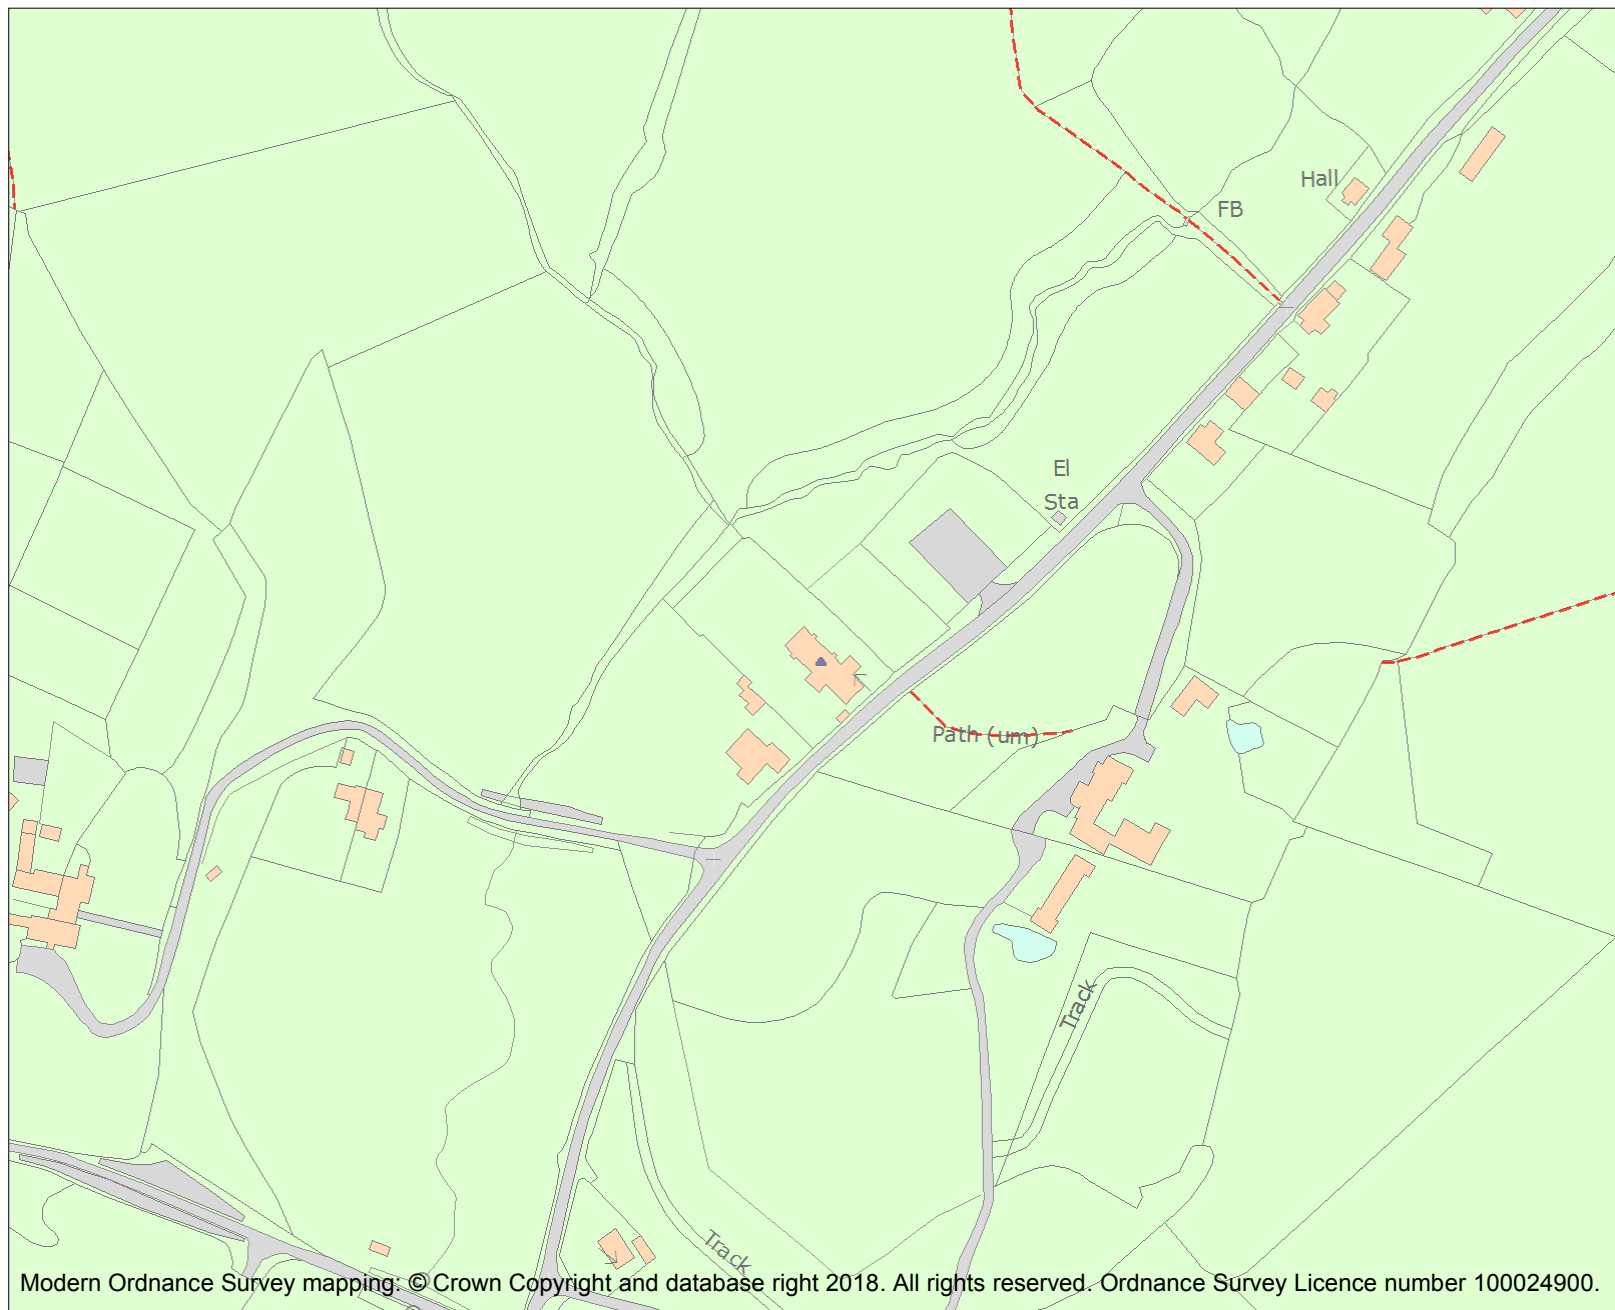 Hall
FB
El
Sta
Path (um)
Track
Track
Modern Ordnance Survey mapping: © Crown Copyright and database right 2018. All rights reserved. Ordnance Survey Licence number 100024900.